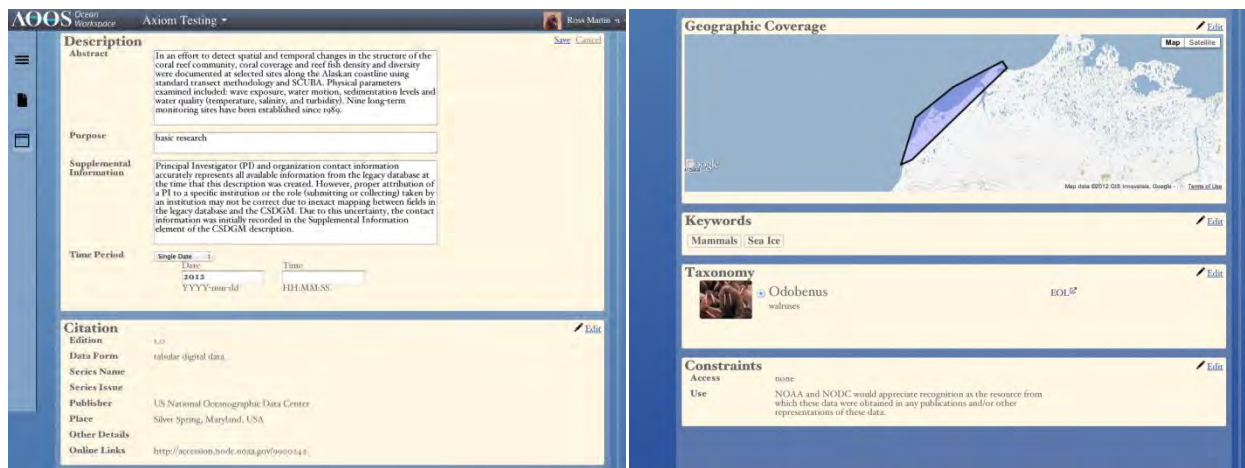 AOOS Ocean Workspace Axiom Testing Ross Martin
Description
Save Cancel
Abstract
In an effort to detect spatial and temporal changes in the structure of the
coral reef community, coral coverage and reef fish density and diversity
were documented at selected sites along the Alaskan coastline using
standard transect methodology and SCUBA. Physical parameters
examined included: wave exposure, water motion, sedimentation levels and
water quality (temperature, salinity, and turbidity). Nine long-term
monitoring sites have been established since 1989.
Purpose
basic research
Supplemental
Information
Principal Investigator (PI) and organization contact information
accurately represents all available information from the legacy database at
the time that this description was created. However, proper attribution of
a PI to a specific institution or the role (submitting or collecting) taken by
an institution may not be correct due to inexact mapping between fields in
the legacy database and the CSDGM. Due to this uncertainty, the contact
information was initially recorded in the Supplemental Information
element of the CSDGM description.
Time Period
Single Date
Date Time
2012
YYYY-mm-dd HH:MM:SS
Citation
Edit
Edition 1.0
Data Form tabular digital data
Series Name
Series Issue
Publisher US National Oceanographic Data Center
Place Silver Spring, Maryland, USA
Other Details
Online Links http://accession.nodc.noaa.gov/0000242
Geographic Coverage
Edit
Map Satellite
Google
Map data ©2012 GIS Innovatsia, Google - Terms of Use
Keywords
Edit
Mammals Sea Ice
Taxonomy
Edit
Odobenus
walruses
EOL
Constraints
Edit
Access none
Use NOAA and NODC would appreciate recognition as the resource from
which these data were obtained in any publications and/or other
representations of these data.